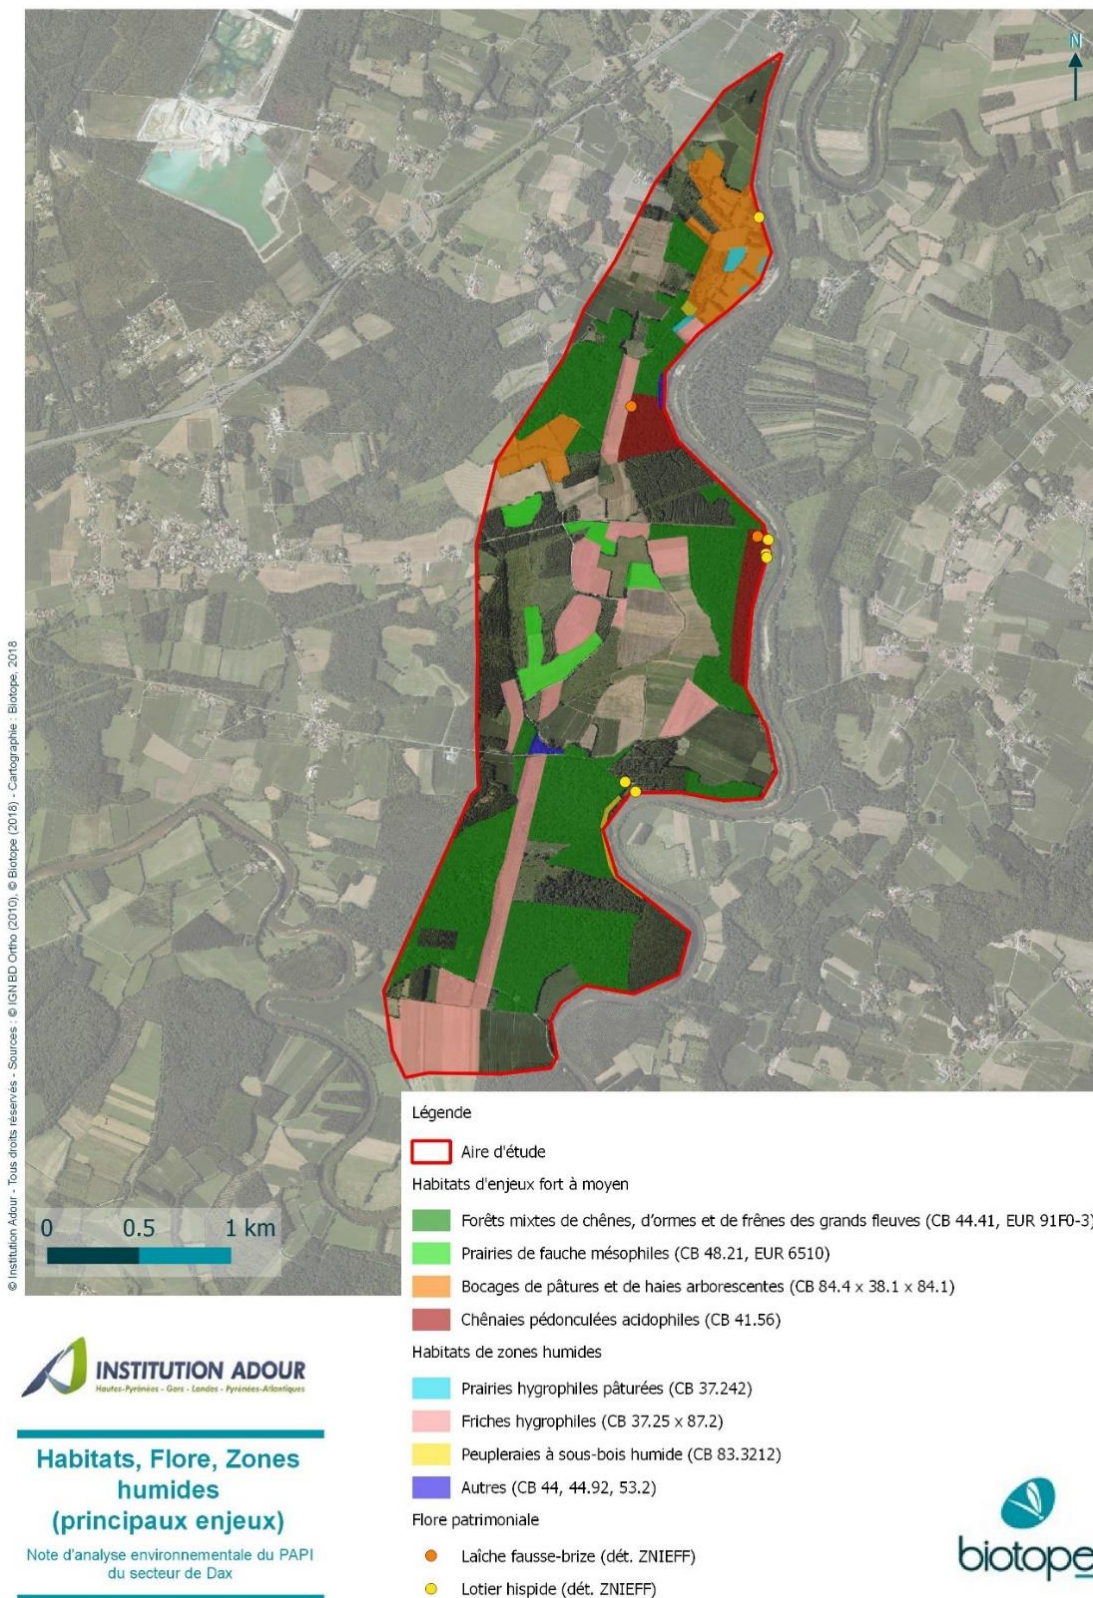 N
© Institution Adour - Tous droits réservés - Sources : © IGN BD Ortho (2010), © Biotope (2018) - Cartographie : Biotope, 2018
0 0.5 1 km
Légende
Aire d'étude
Habitats d'enjeux fort à moyen
Forêts mixtes de chênes, d'ormes et de frênes des grands fleuves (CB 44.41, EUR 91F0-3)
Prairies de fauche mésophiles (CB 48.21, EUR 6510)
Bocages de pâtures et de haies arborescentes (CB 84.4 x 38.1 x 84.1)
Chênaies pédonculées acidophiles (CB 41.56)
Habitats de zones humides
Prairies hygrophiles pâturées (CB 37.242)
Friches hygrophiles (CB 37.25 x 87.2)
Peupleraies à sous-bois humide (CB 83.3212)
Autres (CB 44, 44.92, 53.2)
Flore patrimoniale
Laîche fausse-brize (dét. ZNIEFF)
Lotier hispide (dét. ZNIEFF)
INSTITUTION ADOUR
Hautes-Pyrénées - Gers - Landes - Pyrénées-Atlantiques
Habitats, Flore, Zones
humides
(principaux enjeux)
Note d'analyse environnementale du PAPI
du secteur de Dax
biotope